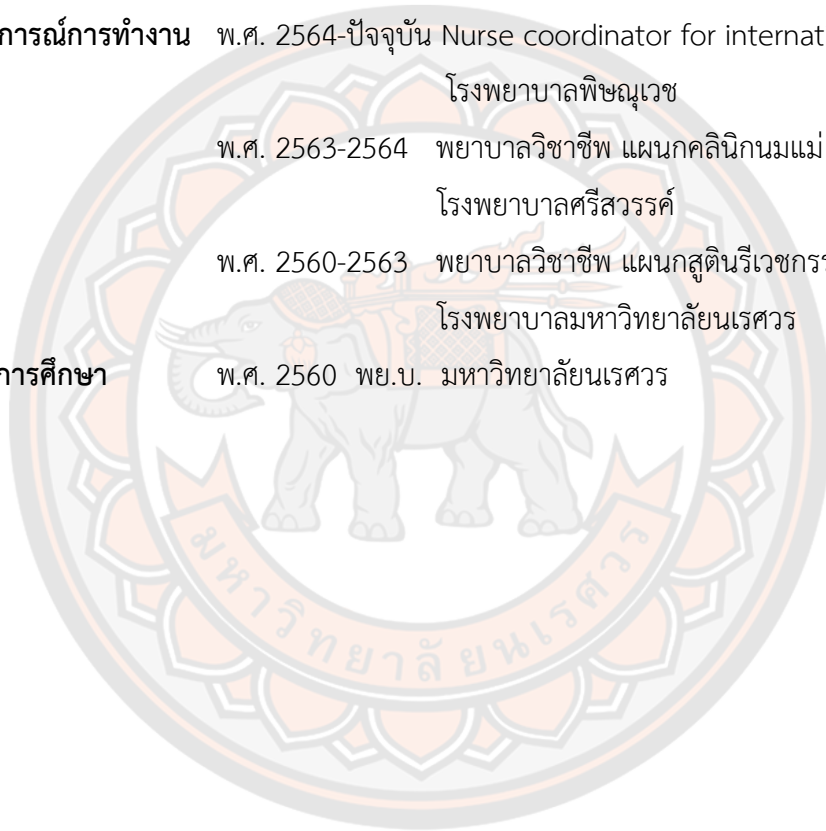 การณ์การทำงาน พ.ศ. 2564-ปัจจุบัน Nurse coordinator for internat
โรงพยาบาลพิษณุเวช
พ.ศ. 2563-2564 พยาบาลวิชาชีพ แผนกคลินิกนมแม่
โรงพยาบาลศรีสวรรค์
พ.ศ. 2560-2563 พยาบาลวิชาชีพ แผนกสูตินรีเวชกรร
โรงพยาบาลมหาวิทยาลัยนเรศวร
การศึกษา พ.ศ. 2560 พย.บ. มหาวิทยาลัยนเรศวร
มหาวิทยาลัยนเรศวร